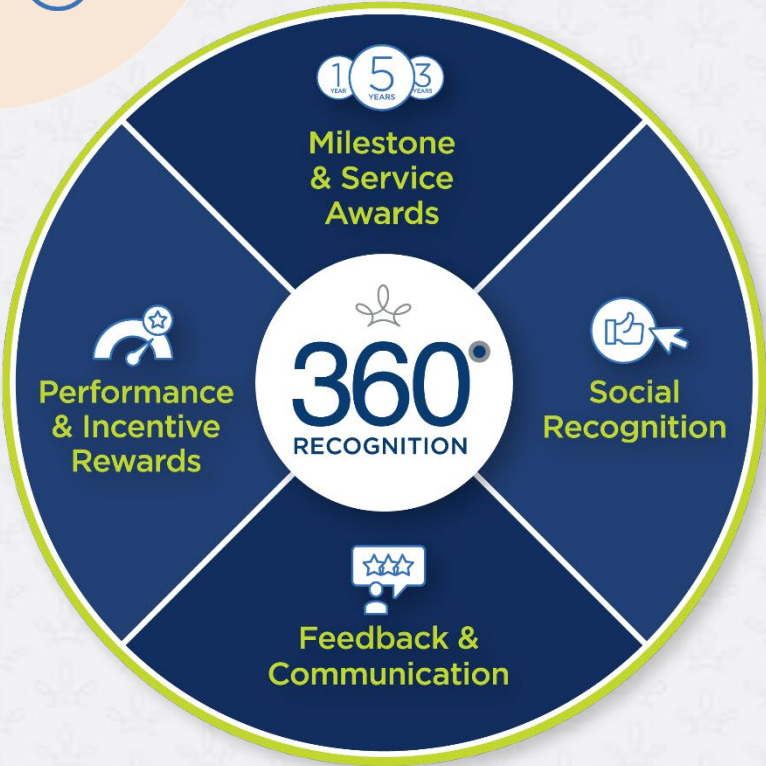 1 5 3
YEAR YEARS YEARS
Milestone
& Service
Awards
Performance
& Incentive
Rewards
360°
RECOGNITION
Social
Recognition
Feedback &
Communication